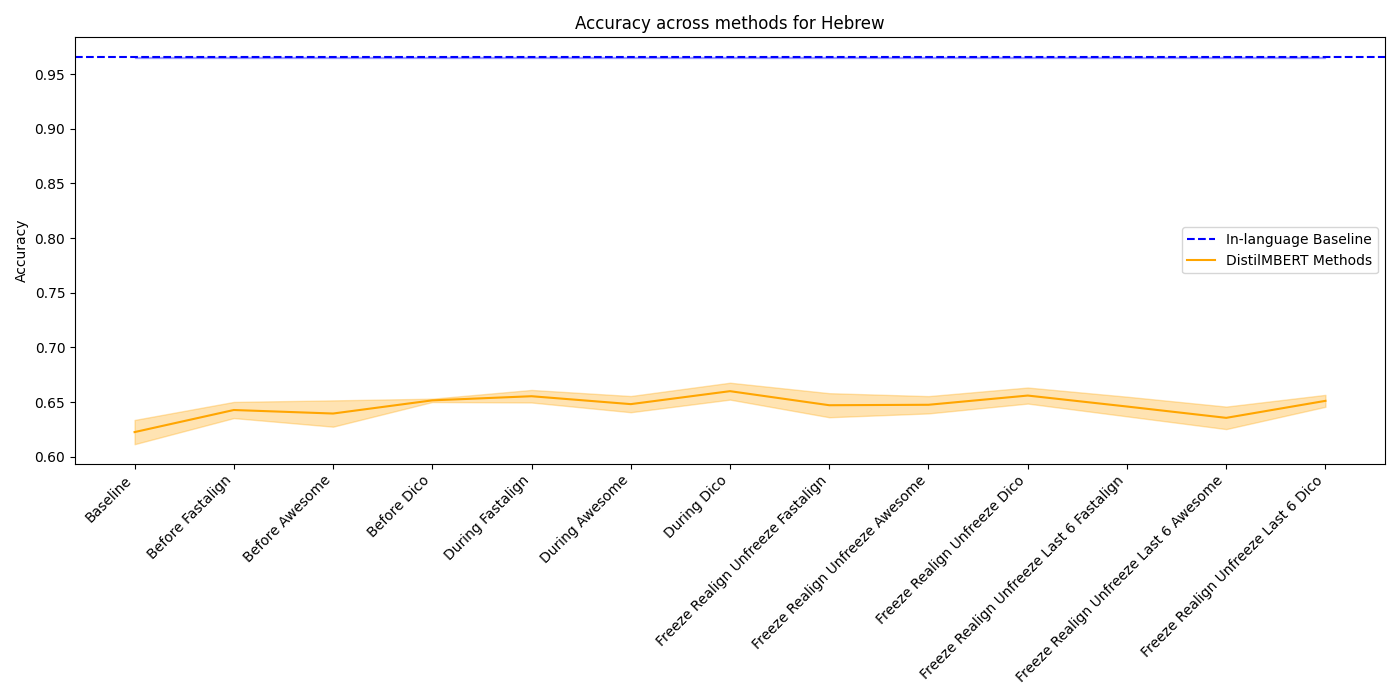 Accuracy across methods for Hebrew
Accuracy
0.95
0.90
0.85
0.80
0.75
0.70
0.65
0.60
In-language Baseline
DistilMBERT Methods
Baseline
Before Fastalign
Before Awesome
Before Dico
During Fastalign
During Awesome
During Dico
Freeze Realign Unfreeze Fastalign
Freeze Realign Unfreeze Awesome
Freeze Realign Unfreeze Dico
Freeze Realign Unfreeze Last 6 Fastalign
Freeze Realign Unfreeze Last 6 Awesome
Freeze Realign Unfreeze Last 6 Dico